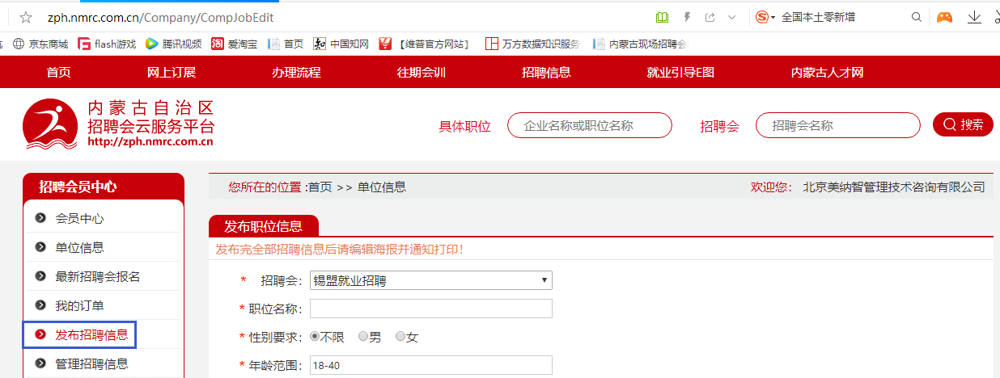 zph.nmrc.com.cn/Company/CompJobEdit 全国本土零新增
京东商城 flash游戏 腾讯视频 爱淘宝 首页 中国知网 【维普官方网站】 万方数据知识服务 内蒙古现场招聘会
首页 网上订展 办理流程 往期会训 招聘信息 就业引导E图 内蒙古人才网
内蒙古自治区
招聘会云服务平台
http://zph.nmrc.com.cn
具体职位 企业名称或职位名称 招聘会 招聘会名称 搜索
招聘会员中心
会员中心
单位信息
最新招聘会报名
我的订单
发布招聘信息
管理招聘信息
您所在的位置 :首页 >> 单位信息 欢迎您： 北京美纳智管理技术咨询有限公司
发布职位信息
发布完全部招聘信息后请编辑海报并通知打印！
* 招聘会： 锡盟就业招聘
* 职位名称：
* 性别要求： 不限 男 女
* 年龄范围： 18-40